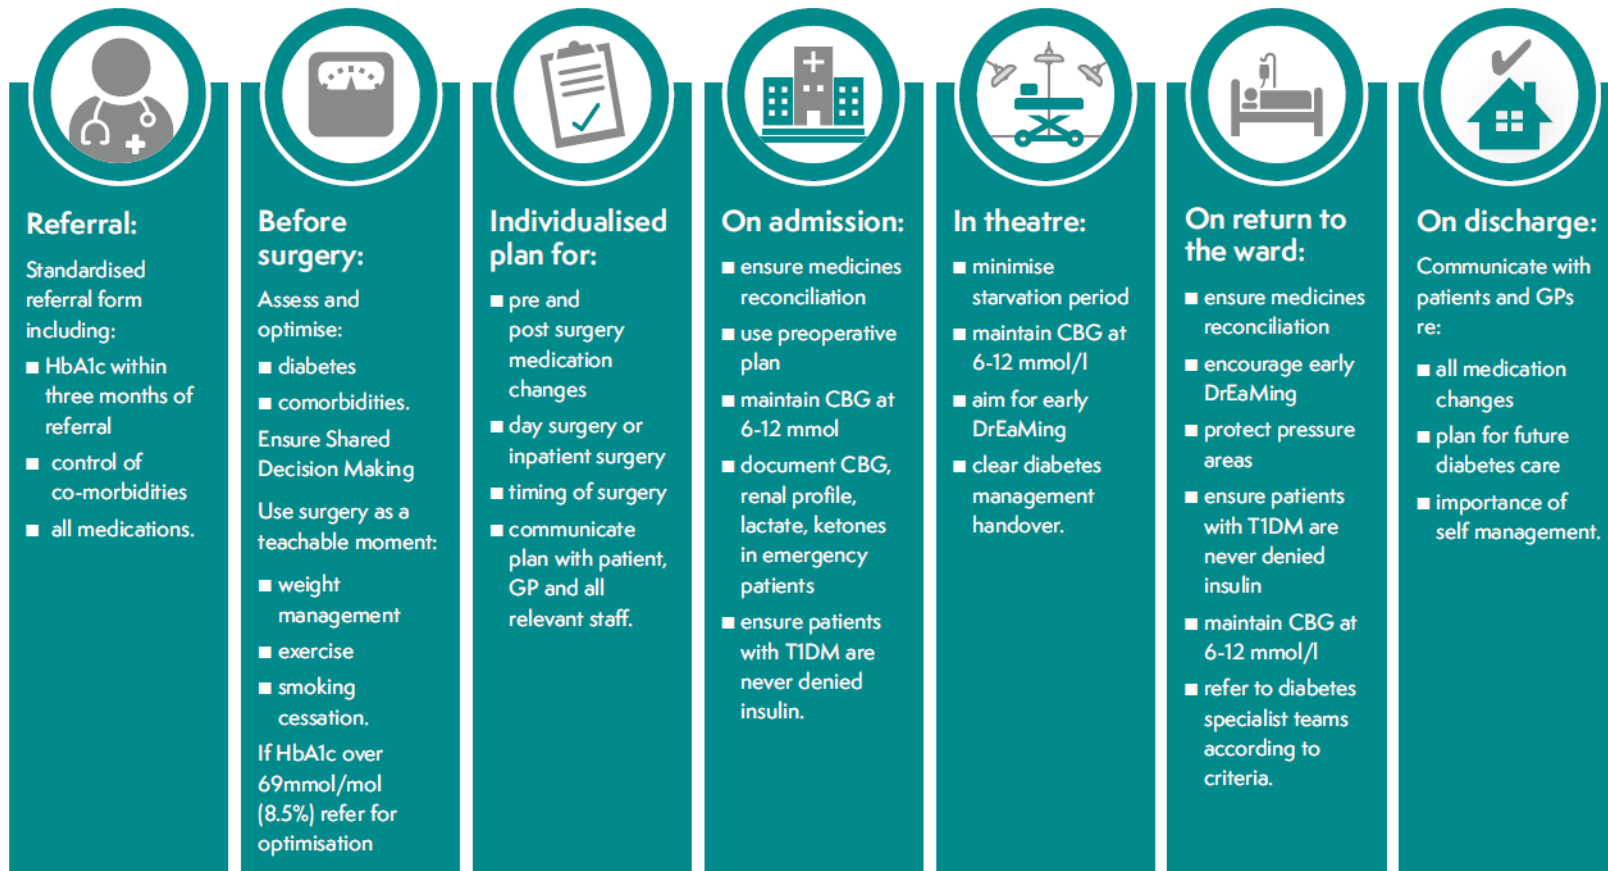 Referral:
Standardised
referral form
including:
■ HbA1c within
three months of
referral
■ control of
co-morbidities
■ all medications.
Before
surgery:
Assess and
optimise:
■ diabetes
■ comorbidities.
Ensure Shared
Decision Making
Use surgery as a
teachable moment:
■ weight
management
■ exercise
■ smoking
cessation.
If HbA1c over
69mmol/mol
(8.5%) refer for
optimisation
Individualised
plan for:
■ pre and
post surgery
medication
changes
■ day surgery or
inpatient surgery
■ timing of surgery
■ communicate
plan with patient,
GP and all
relevant staff.
On admission:
■ ensure medicines
reconciliation
■ use preoperative
plan
■ maintain CBG at
6-12 mmol
■ document CBG,
renal profile,
lactate, ketones
in emergency
patients
■ ensure patients
with T1DM are
never denied
insulin.
In theatre:
■ minimise
starvation period
■ maintain CBG at
6-12 mmol/l
■ aim for early
DrEaMing
■ clear diabetes
management
handover.
On return to
the ward:
■ ensure medicines
reconciliation
■ encourage early
DrEaMing
■ protect pressure
areas
■ ensure patients
with T1DM are
never denied
insulin
■ maintain CBG at
6-12 mmol/l
■ refer to diabetes
specialist teams
according to
criteria.
On discharge:
Communicate with
patients and GPs
re:
■ all medication
changes
■ plan for future
diabetes care
■ importance of
self management.